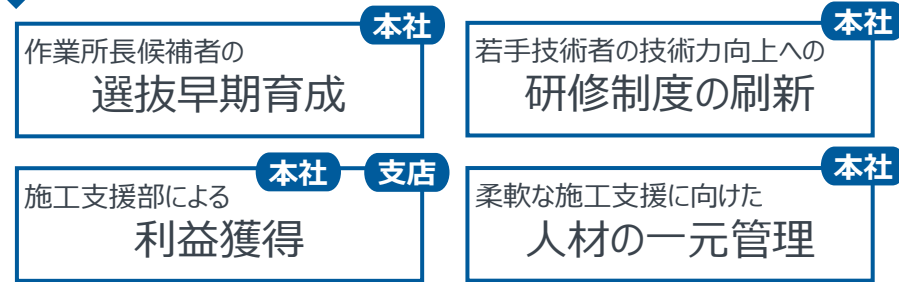 本社
作業所長候補者の
選抜早期育成
本社
若手技術者の技術力向上への
研修制度の刷新
本社 支店
施工支援部による
利益獲得
本社
柔軟な施工支援に向けた
人材の一元管理